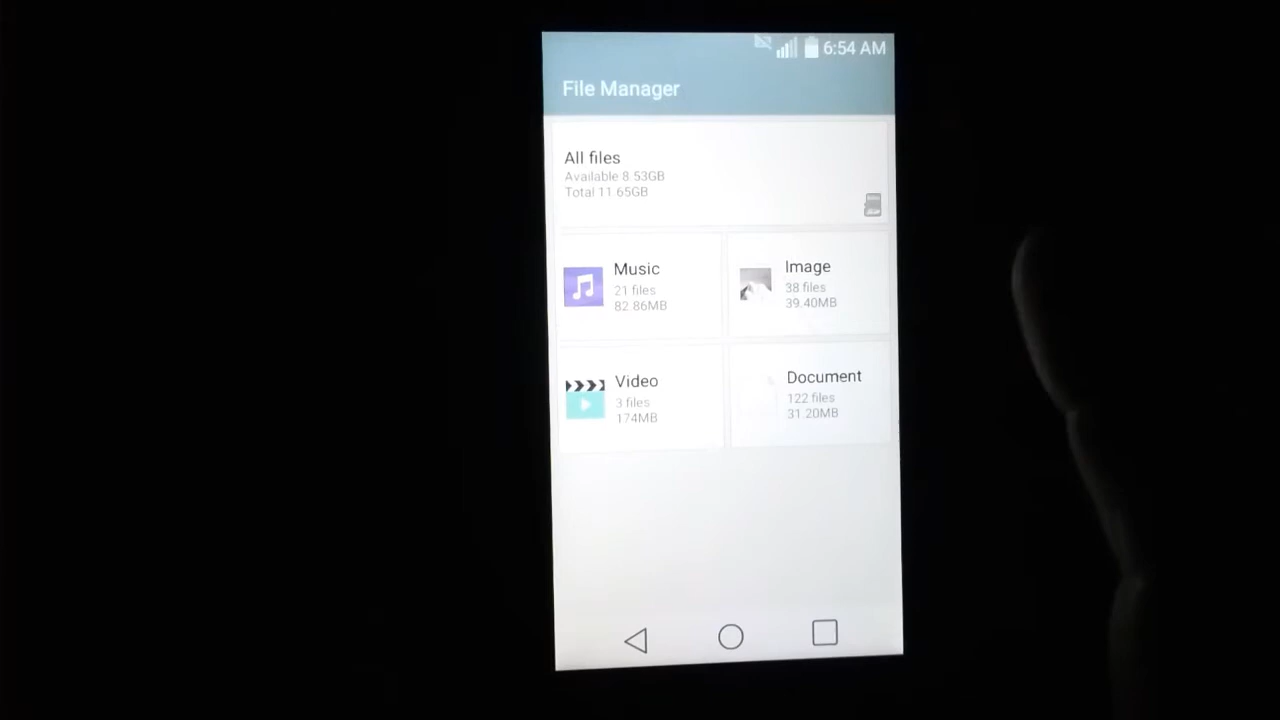 6:54 AM
File Manager
All files
Available 8.53GB
Total 11.65GB
Music
21 files
82.86MB
Image
38 files
39.40MB
Video
3 files
174MB
Document
122 files
31.20MB